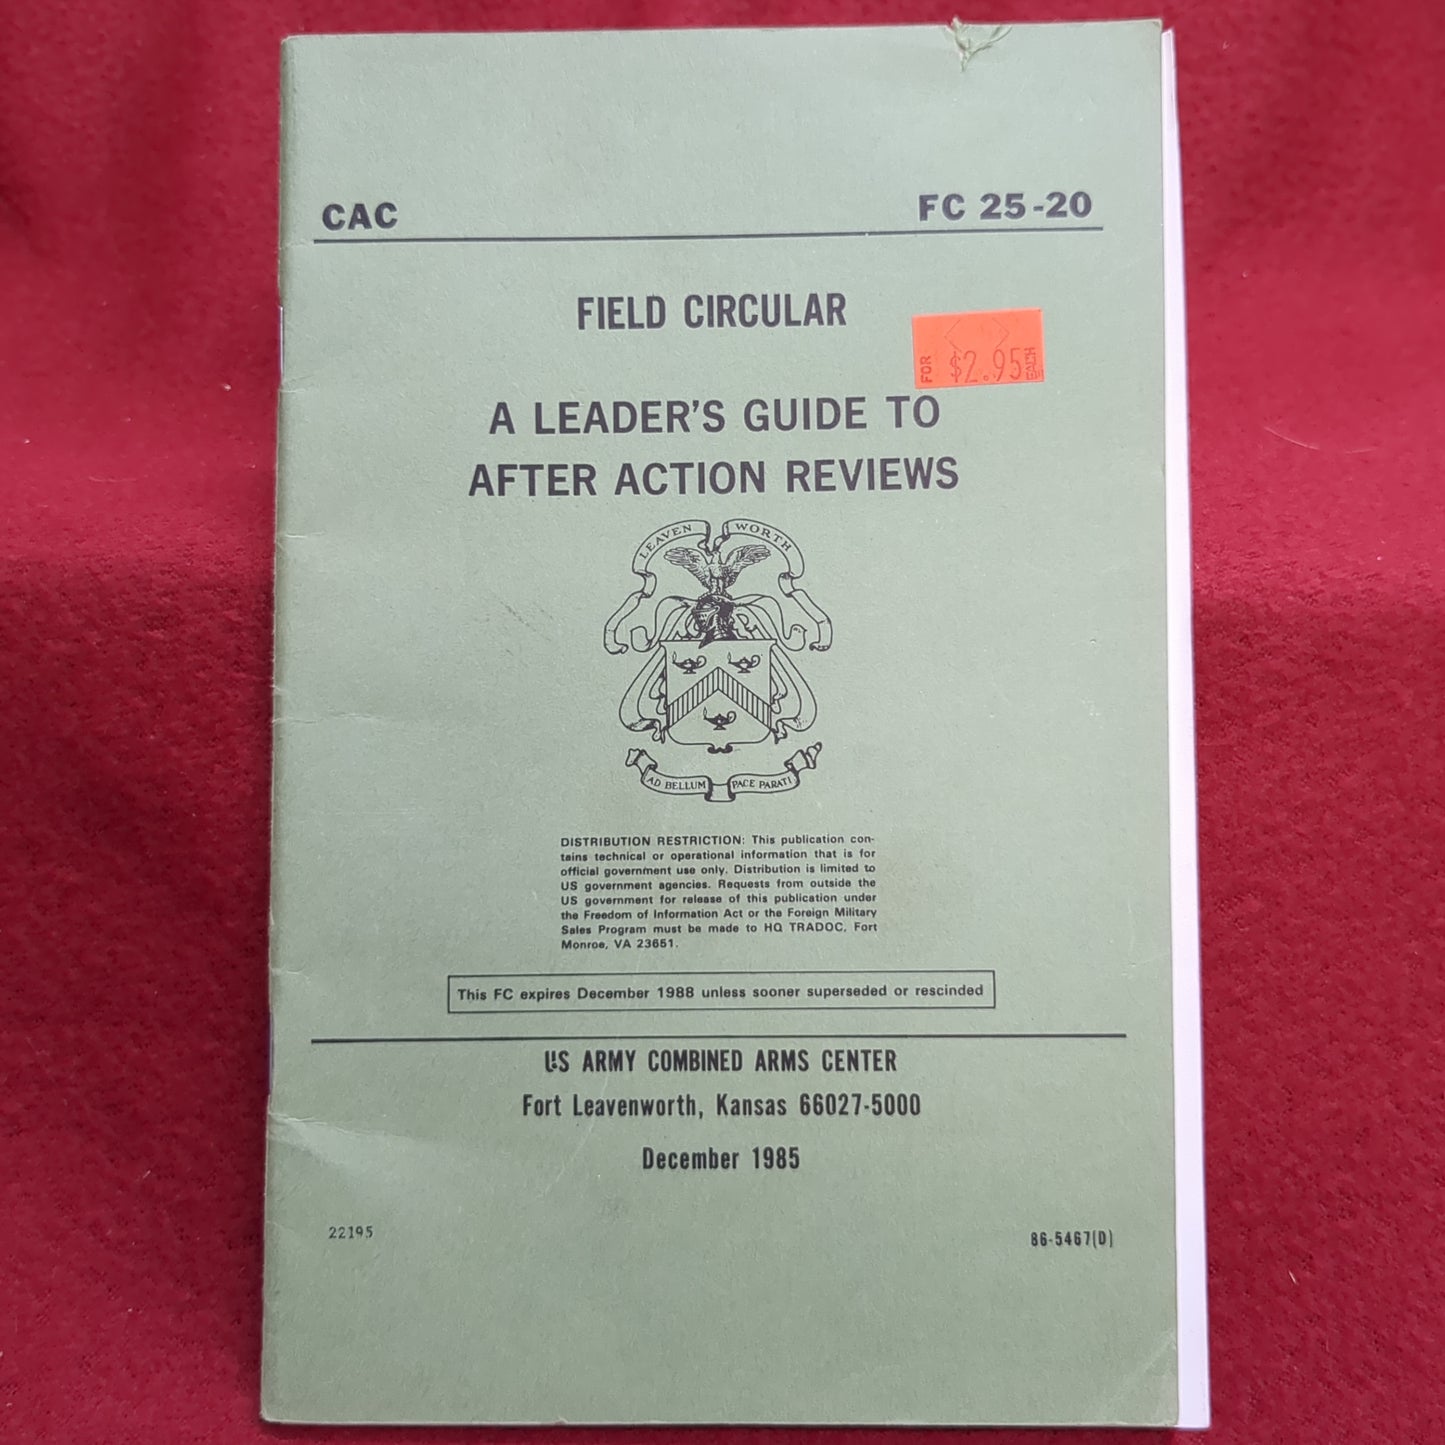 CAC
FC 25-20
FIELD CIRCULAR
FOR $2.95 EACH
A LEADER'S GUIDE TO
AFTER ACTION REVIEWS
LEAVEN WORTH
AD BELLUM PACE PARATI
DISTRIBUTION RESTRICTION: This publication con-
tains technical or operational information that is for
official government use only. Distribution is limited to
US government agencies. Requests from outside the
US government for release of this publication under
the Freedom of Information Act or the Foreign Military
Sales Program must be made to HQ TRADOC, Fort
Monroe, VA 23651.
This FC expires December 1988 unless sooner superseded or rescinded
US ARMY COMBINED ARMS CENTER
Fort Leavenworth, Kansas 66027-5000
December 1985
22195
86-5467(D)